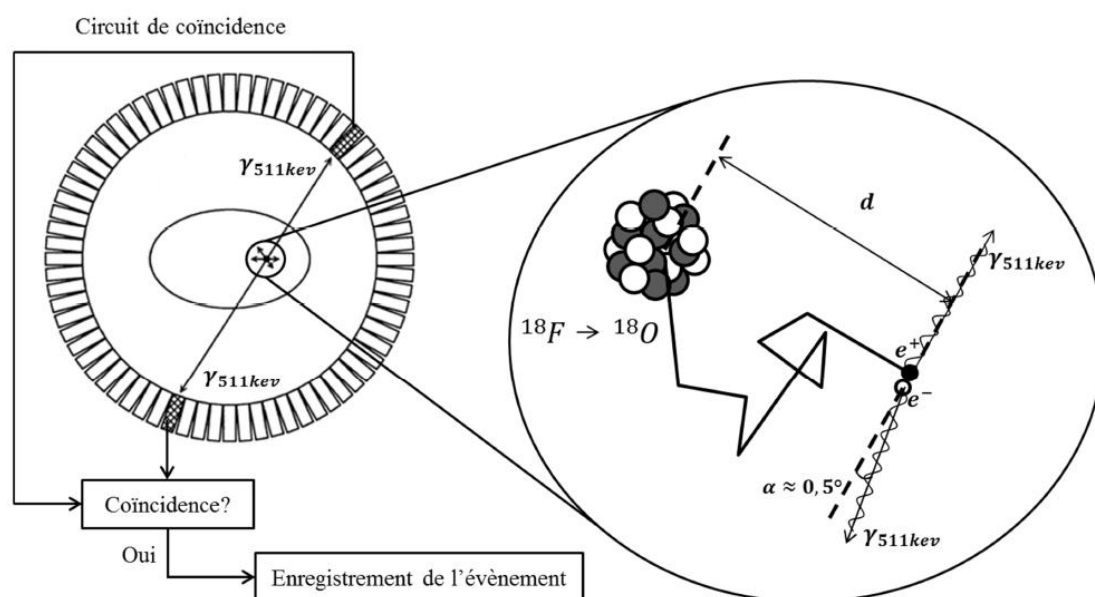 Circuit de coïncidence
γ511kev
γ511kev
Coïncidence?
Oui
Enregistrement de l’évènement
d
γ511kev
18F → 18O
e+
e−
α ≈ 0,5°
γ511kev